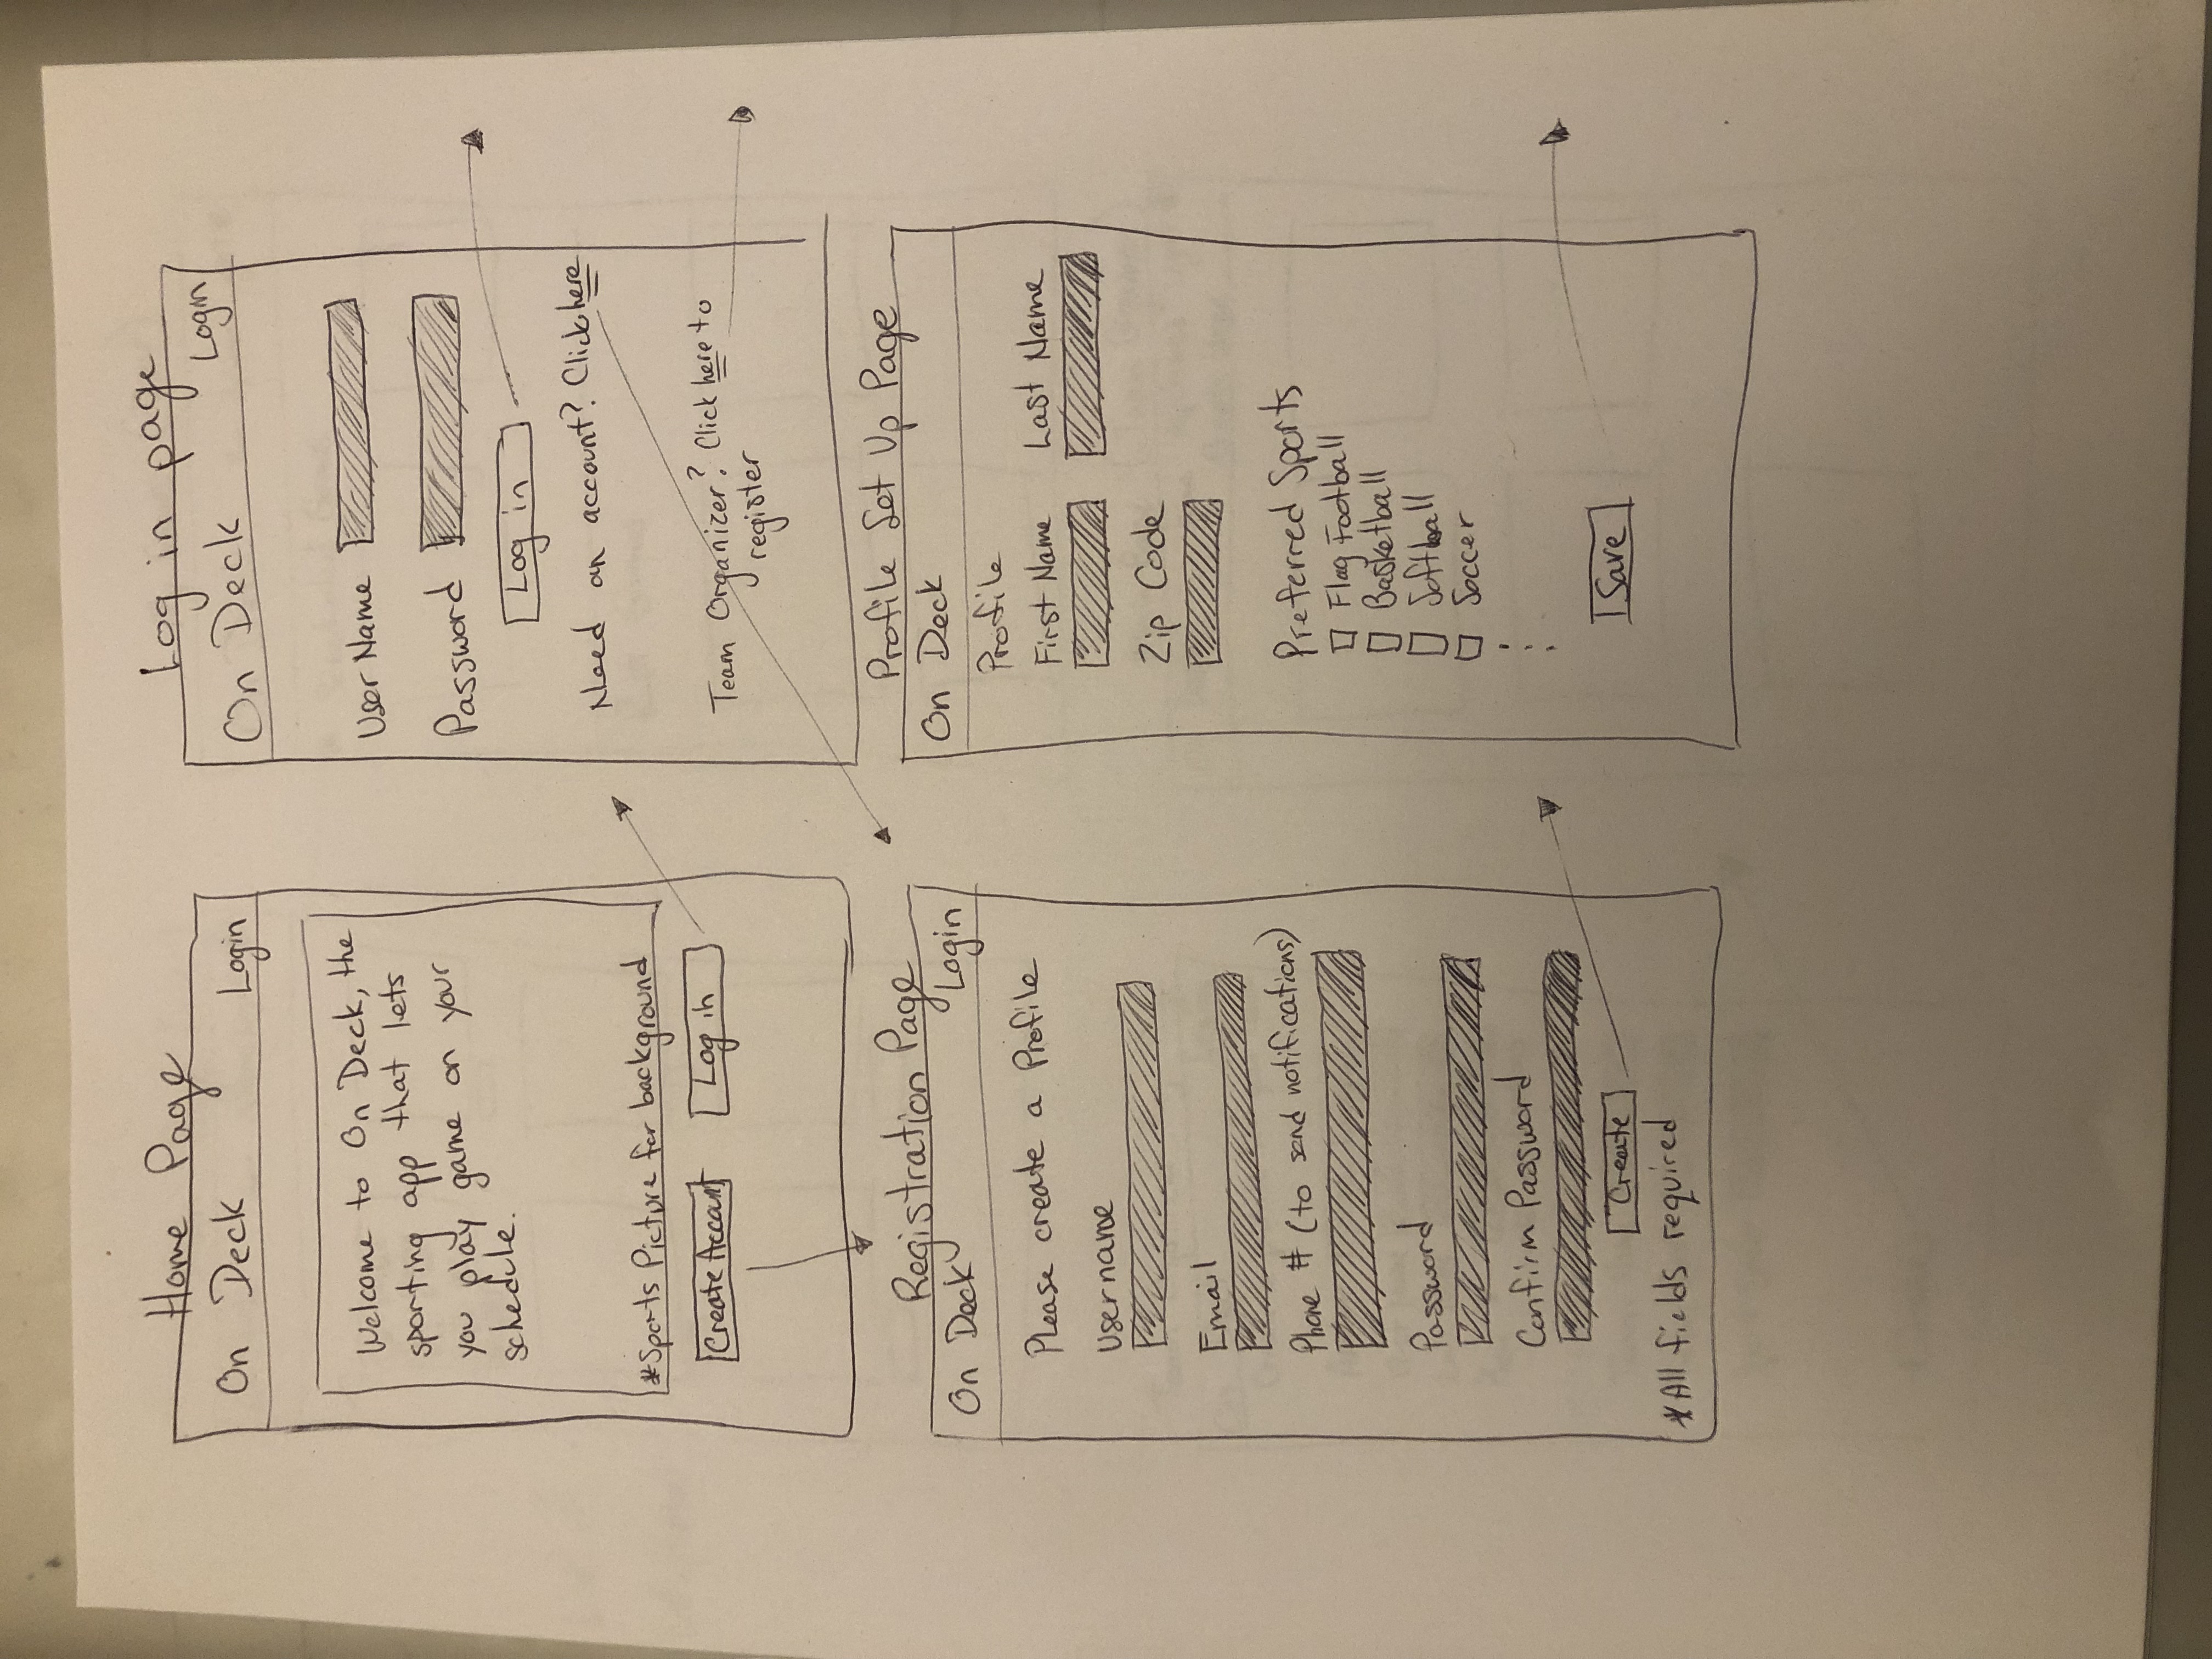 Home Page
On Deck
Login
Welcome to On Deck, the
sporting app that lets
you play game on your
schedule.
*Sports Picture for background
Create Account
Log in
Log in page
On Deck
Login
User Name
Password
Log in
Need an account? Click here
Team Organizer? Click here to
register
Registration Page
On Deck
Login
Please create a Profile
Username
Email
Phone # (to send notifications)
Password
Confirm Password
Create
*All fields required
Profile Set Up Page
On Deck
Profile
First Name
Last Name
Zip Code
Preferred Sports
Flag Football
Basketball
Softball
Soccer
Save